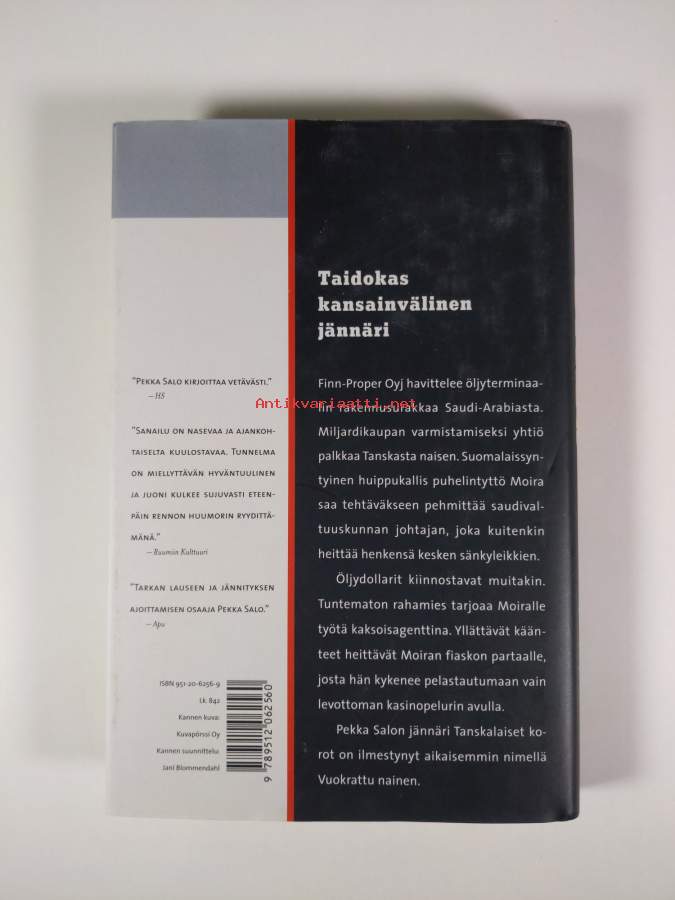 Taidokas
kansainvälinen
jännäri
"Pekka Salo kirjoittaa vetävästi."
– HS
"Sanailu on nasevaa ja ajankoh-
taiselta kuulostavaa. Tunnelma
on miellyttävän hyväntuulinen
ja juoni kulkee sujuvasti eteen-
päin rennon huumorin ryydittä-
mänä."
– Ruumiin Kulttuuri
"Tarkan lauseen ja jännityksen
ajoittamisen osaaja Pekka Salo."
– Apu
ISBN 951-20-6256-9
Lk. 842
Kannen kuva:
Kuvapörssi Oy
Kannen suunnittelu:
Jani Blommendahl
9 789512 062560
Finn-Proper Oyj havittelee öljyterminaa-
lin rakennusurakkaa Saudi-Arabiasta.
Miljardikaupan varmistamiseksi yhtiö
palkkaa Tanskasta naisen. Suomalaissyn-
tyinen huippukallis puhelintyttö Moira
saa tehtäväkseen pehmittää saudival-
tuuskunnan johtajan, joka kuitenkin
heittää henkensä kesken sänkyleikkien.
Öljydollarit kiinnostavat muitakin.
Tuntematon rahamies tarjoaa Moiralle
työtä kaksoisagenttina. Yllättävät kään-
teet heittävät Moiran fiaskon partaalle,
josta hän kykenee pelastautumaan vain
levottoman kasinopelurin avulla.
Pekka Salon jännäri Tanskalaiset ko-
rot on ilmestynyt aikaisemmin nimellä
Vuokrattu nainen.
Antikvariaatti.net